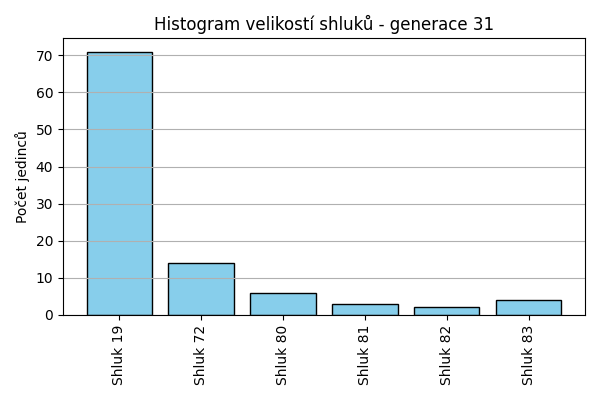 Histogram velikostí shluků - generace 31
Počet jedinců
70
60
50
40
30
20
10
0
Shluk 19
Shluk 72
Shluk 80
Shluk 81
Shluk 82
Shluk 83